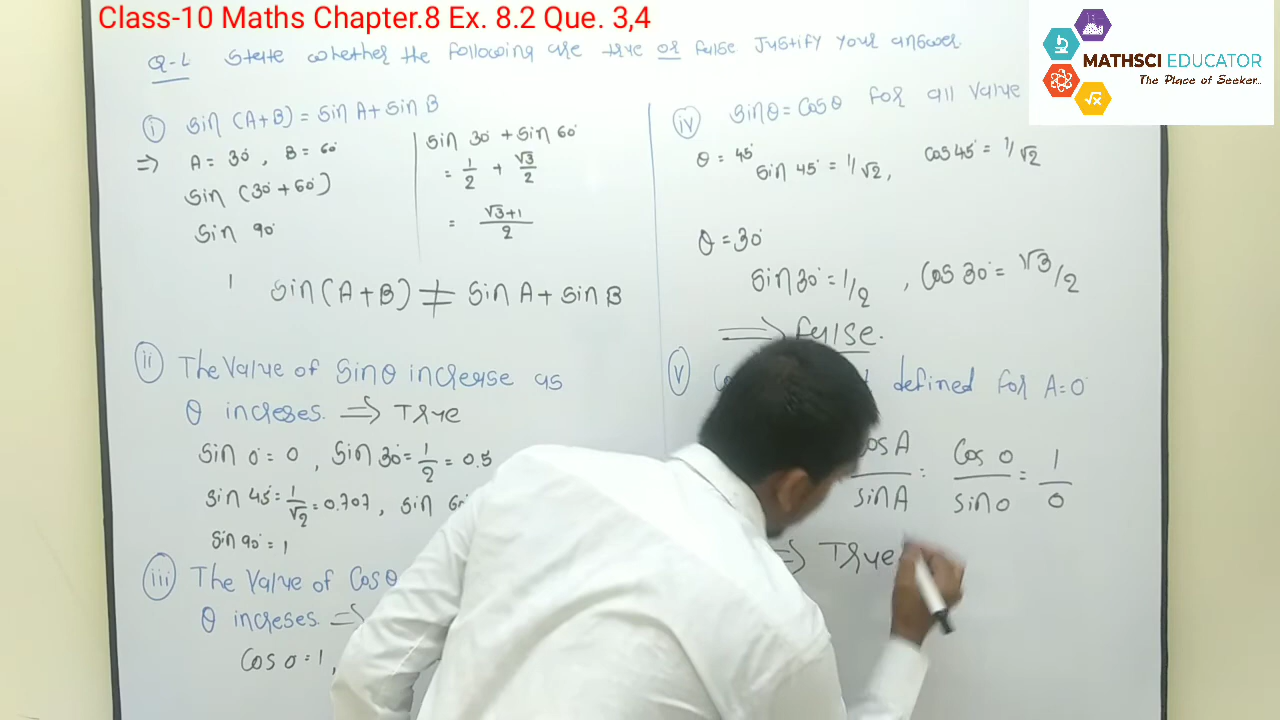 Class-10 Maths Chapter.8 Ex. 8.2 Que. 3,4
MATHSCI EDUCATOR
The Place of Seeker..
Q-4 State whether the following are true or false Justify your answer.
i sin (A+B) = sin A + sin B
⇒ A = 30°, B = 60°
sin (30° + 60°)
sin 90°
1
sin 30° + sin 60°
= 1/2 + √3/2
= √3+1/2
sin (A+B) ≠ sin A + sin B
ii The Value of sinθ increase as
θ increses. ⇒ True
sin 0° = 0, sin 30° = 1/2 = 0.5
sin 45° = 1/√2 = 0.707, sin
sin 90° = 1
iii The Value of Cosθ
θ increses. ⇒
Cos 0 = 1,
iv sinθ = Cosθ for all Value
θ = 45°
sin 45° = 1/√2, cos 45° = 1/√2
θ = 30°
sin 30° = 1/2, Cos 30° = √3/2
⇒ false.
v defined for A = 0°
cos A/sin A = Cos 0/sin 0 = 1/0
⇒ True